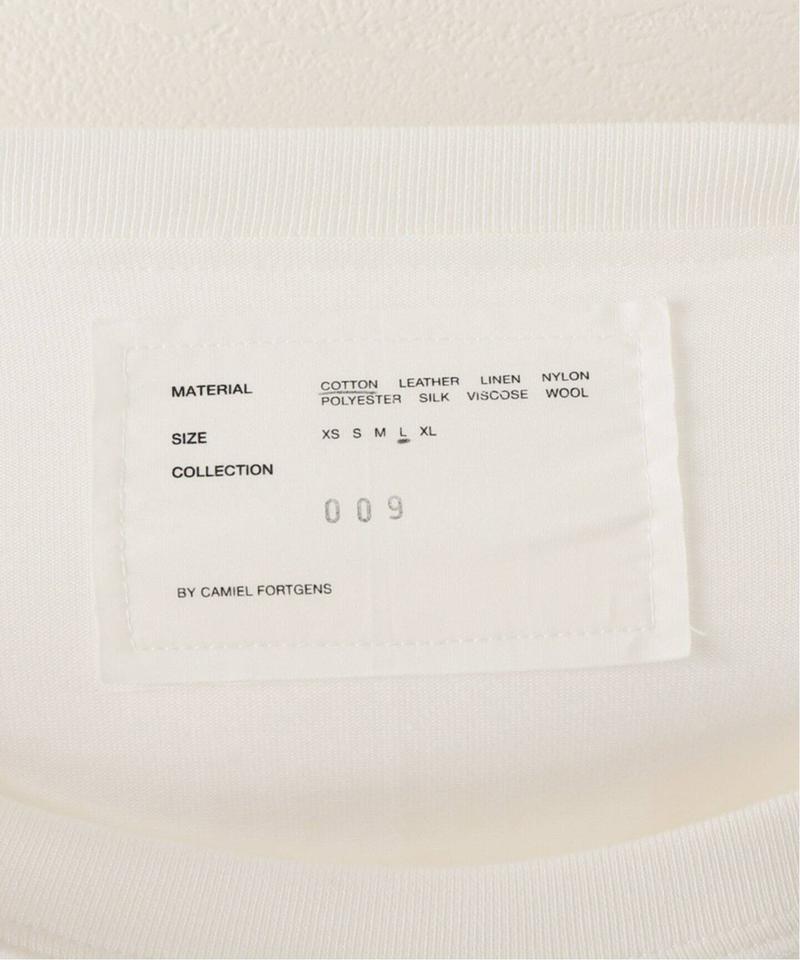 MATERIAL COTTON LEATHER LINEN NYLON
POLYESTER SILK VISCOSE WOOL
SIZE XS S M L XL
COLLECTION
009
BY CAMIEL FORTGENS